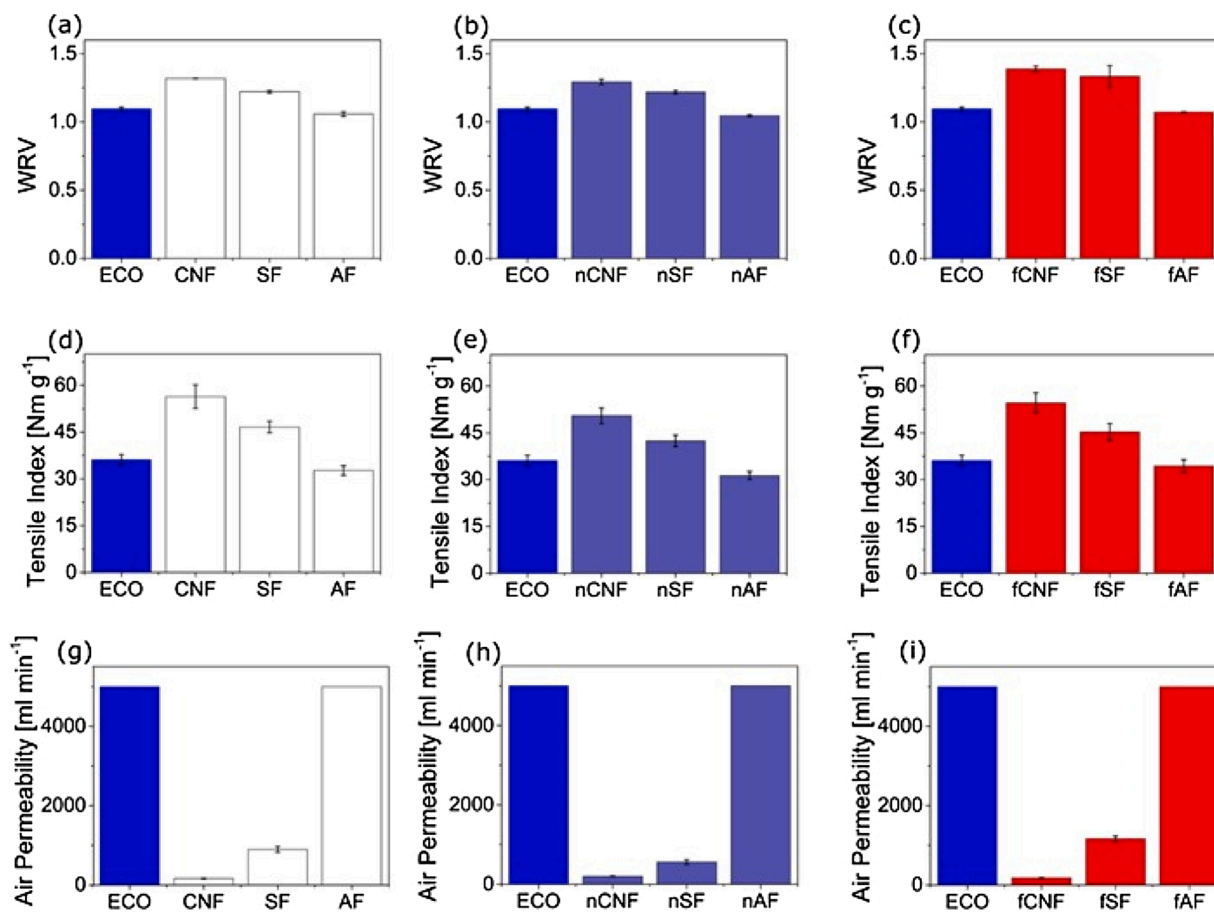 (a)
WRV
1.5
1.0
0.5
0.0
ECO CNF SF AF
(b)
WRV
1.5
1.0
0.5
0.0
ECO nCNF nSF nAF
(c)
WRV
1.5
1.0
0.5
0.0
ECO fCNF fSF fAF
(d)
Tensile Index [Nm g⁻¹]
60
45
30
15
0
ECO CNF SF AF
(e)
Tensile Index [Nm g⁻¹]
60
45
30
15
0
ECO nCNF nSF nAF
(f)
Tensile Index [Nm g⁻¹]
60
45
30
15
0
ECO fCNF fSF fAF
(g)
Air Permeability [ml min⁻¹]
4000
2000
0
ECO CNF SF AF
(h)
Air Permeability [ml min⁻¹]
4000
2000
0
ECO nCNF nSF nAF
(i)
Air Permeability [ml min⁻¹]
4000
2000
0
ECO fCNF fSF fAF